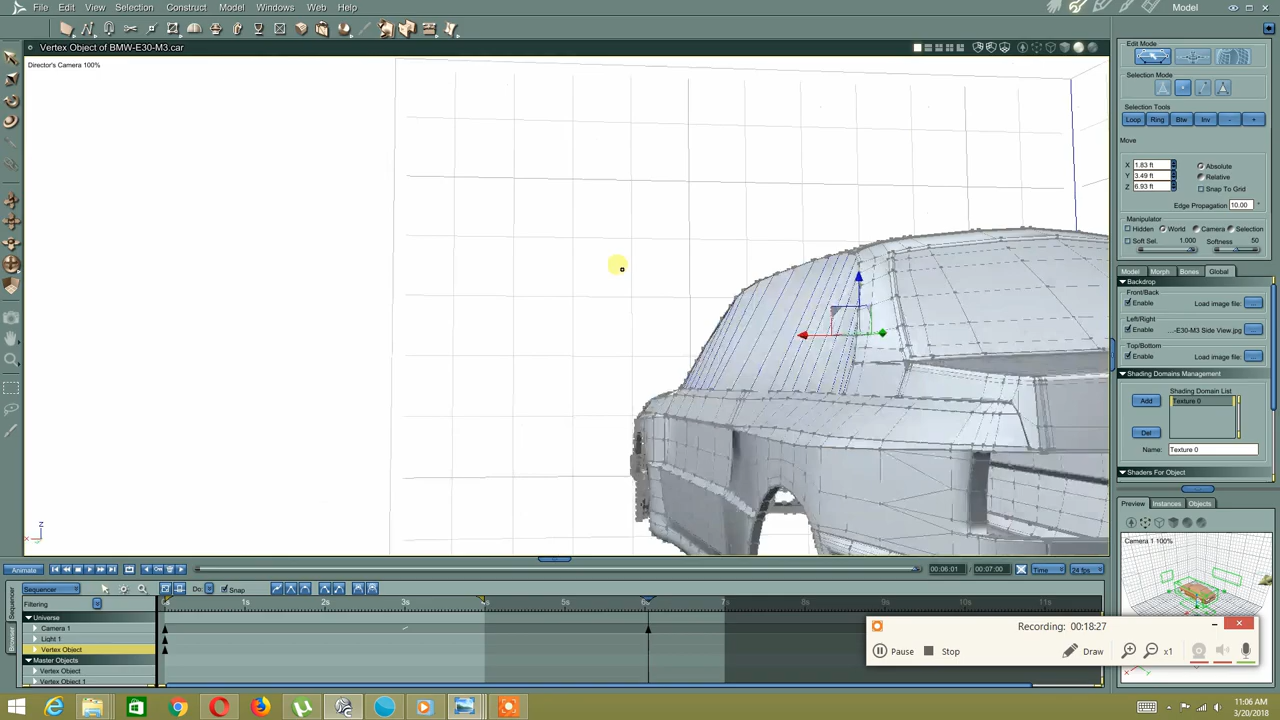 File Edit View Selection Construct Model Windows Web Help
Model
Vertex Object of BMW-E30-M3.car
Director's Camera 100%
Edit Mode
Selection Mode
Selection Tools
Loop Ring Btw Inv - +
Move
X 1.83 ft Absolute
Y 3.49 ft Relative
Z 6.93 ft Snap To Grid
Edge Propagation 10.00 °
Manipulator
Hidden World Camera Selection
Soft Sel. 1.000 Softness 50
Model Morph Bones Global
Backdrop
Front/Back
Enable Load image file: ...
Left/Right
Enable ...-E30-M3 Side View.jpg ...
Top/Bottom
Enable Load image file: ...
Shading Domains Management
Shading Domain List
Add Texture 0
Del
Name: Texture 0
Shaders For Object
Preview Instances Objects
Camera 1 100%
Z
X
Animate 00:06:01 / 00:07:00 Time 24 fps
Sequencer Do Snap
Filtering 0s 2s 3s 4s 5s 6s 7s 8s 9s 10s 11s
Sequencer
Browser
Universe
Camera 1
Light 1
Vertex Object
Master Objects
Vertex Object
Vertex Object 1
Recording: 00:18:27
Pause Stop Draw x1
11:06 AM
3/20/2018